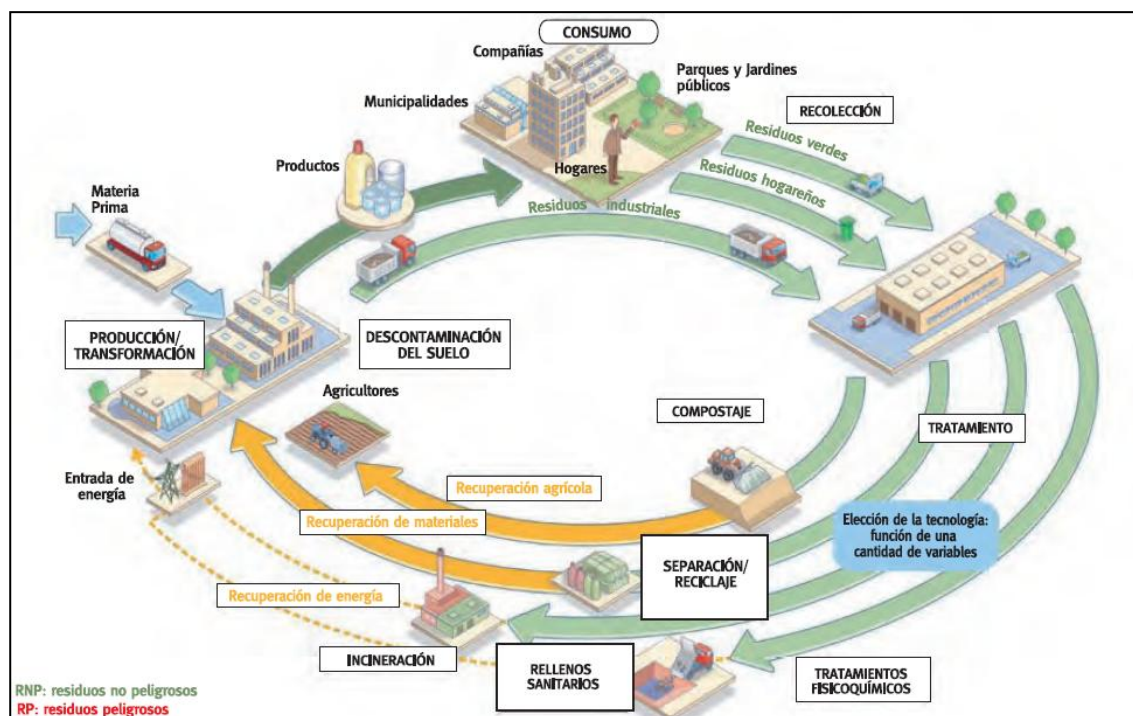 CONSUMO
Compañías
Municipalidades
Parques y Jardines
públicos
Hogares
RECOLECCIÓN
Residuos verdes
Residuos hogareños
Residuos industriales
Productos
Materia
Prima
PRODUCCIÓN/
TRANSFORMACIÓN
DESCONTAMINACIÓN
DEL SUELO
Agricultores
COMPOSTAJE
TRATAMIENTO
Entrada de
energía
Recuperación agrícola
Recuperación de materiales
Recuperación de energía
Elección de la tecnología:
función de una
cantidad de variables
SEPARACIÓN/
RECICLAJE
INCINERACIÓN
RELLENOS
SANITARIOS
TRATAMIENTOS
FISICOQUÍMICOS
RNP: residuos no peligrosos
RP: residuos peligrosos